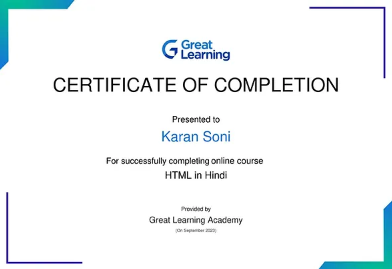 Great
Learning
CERTIFICATE OF COMPLETION
Presented to
Karan Soni
For successfully completing online course
HTML in Hindi
Provided by
Great Learning Academy
(On September 2023)